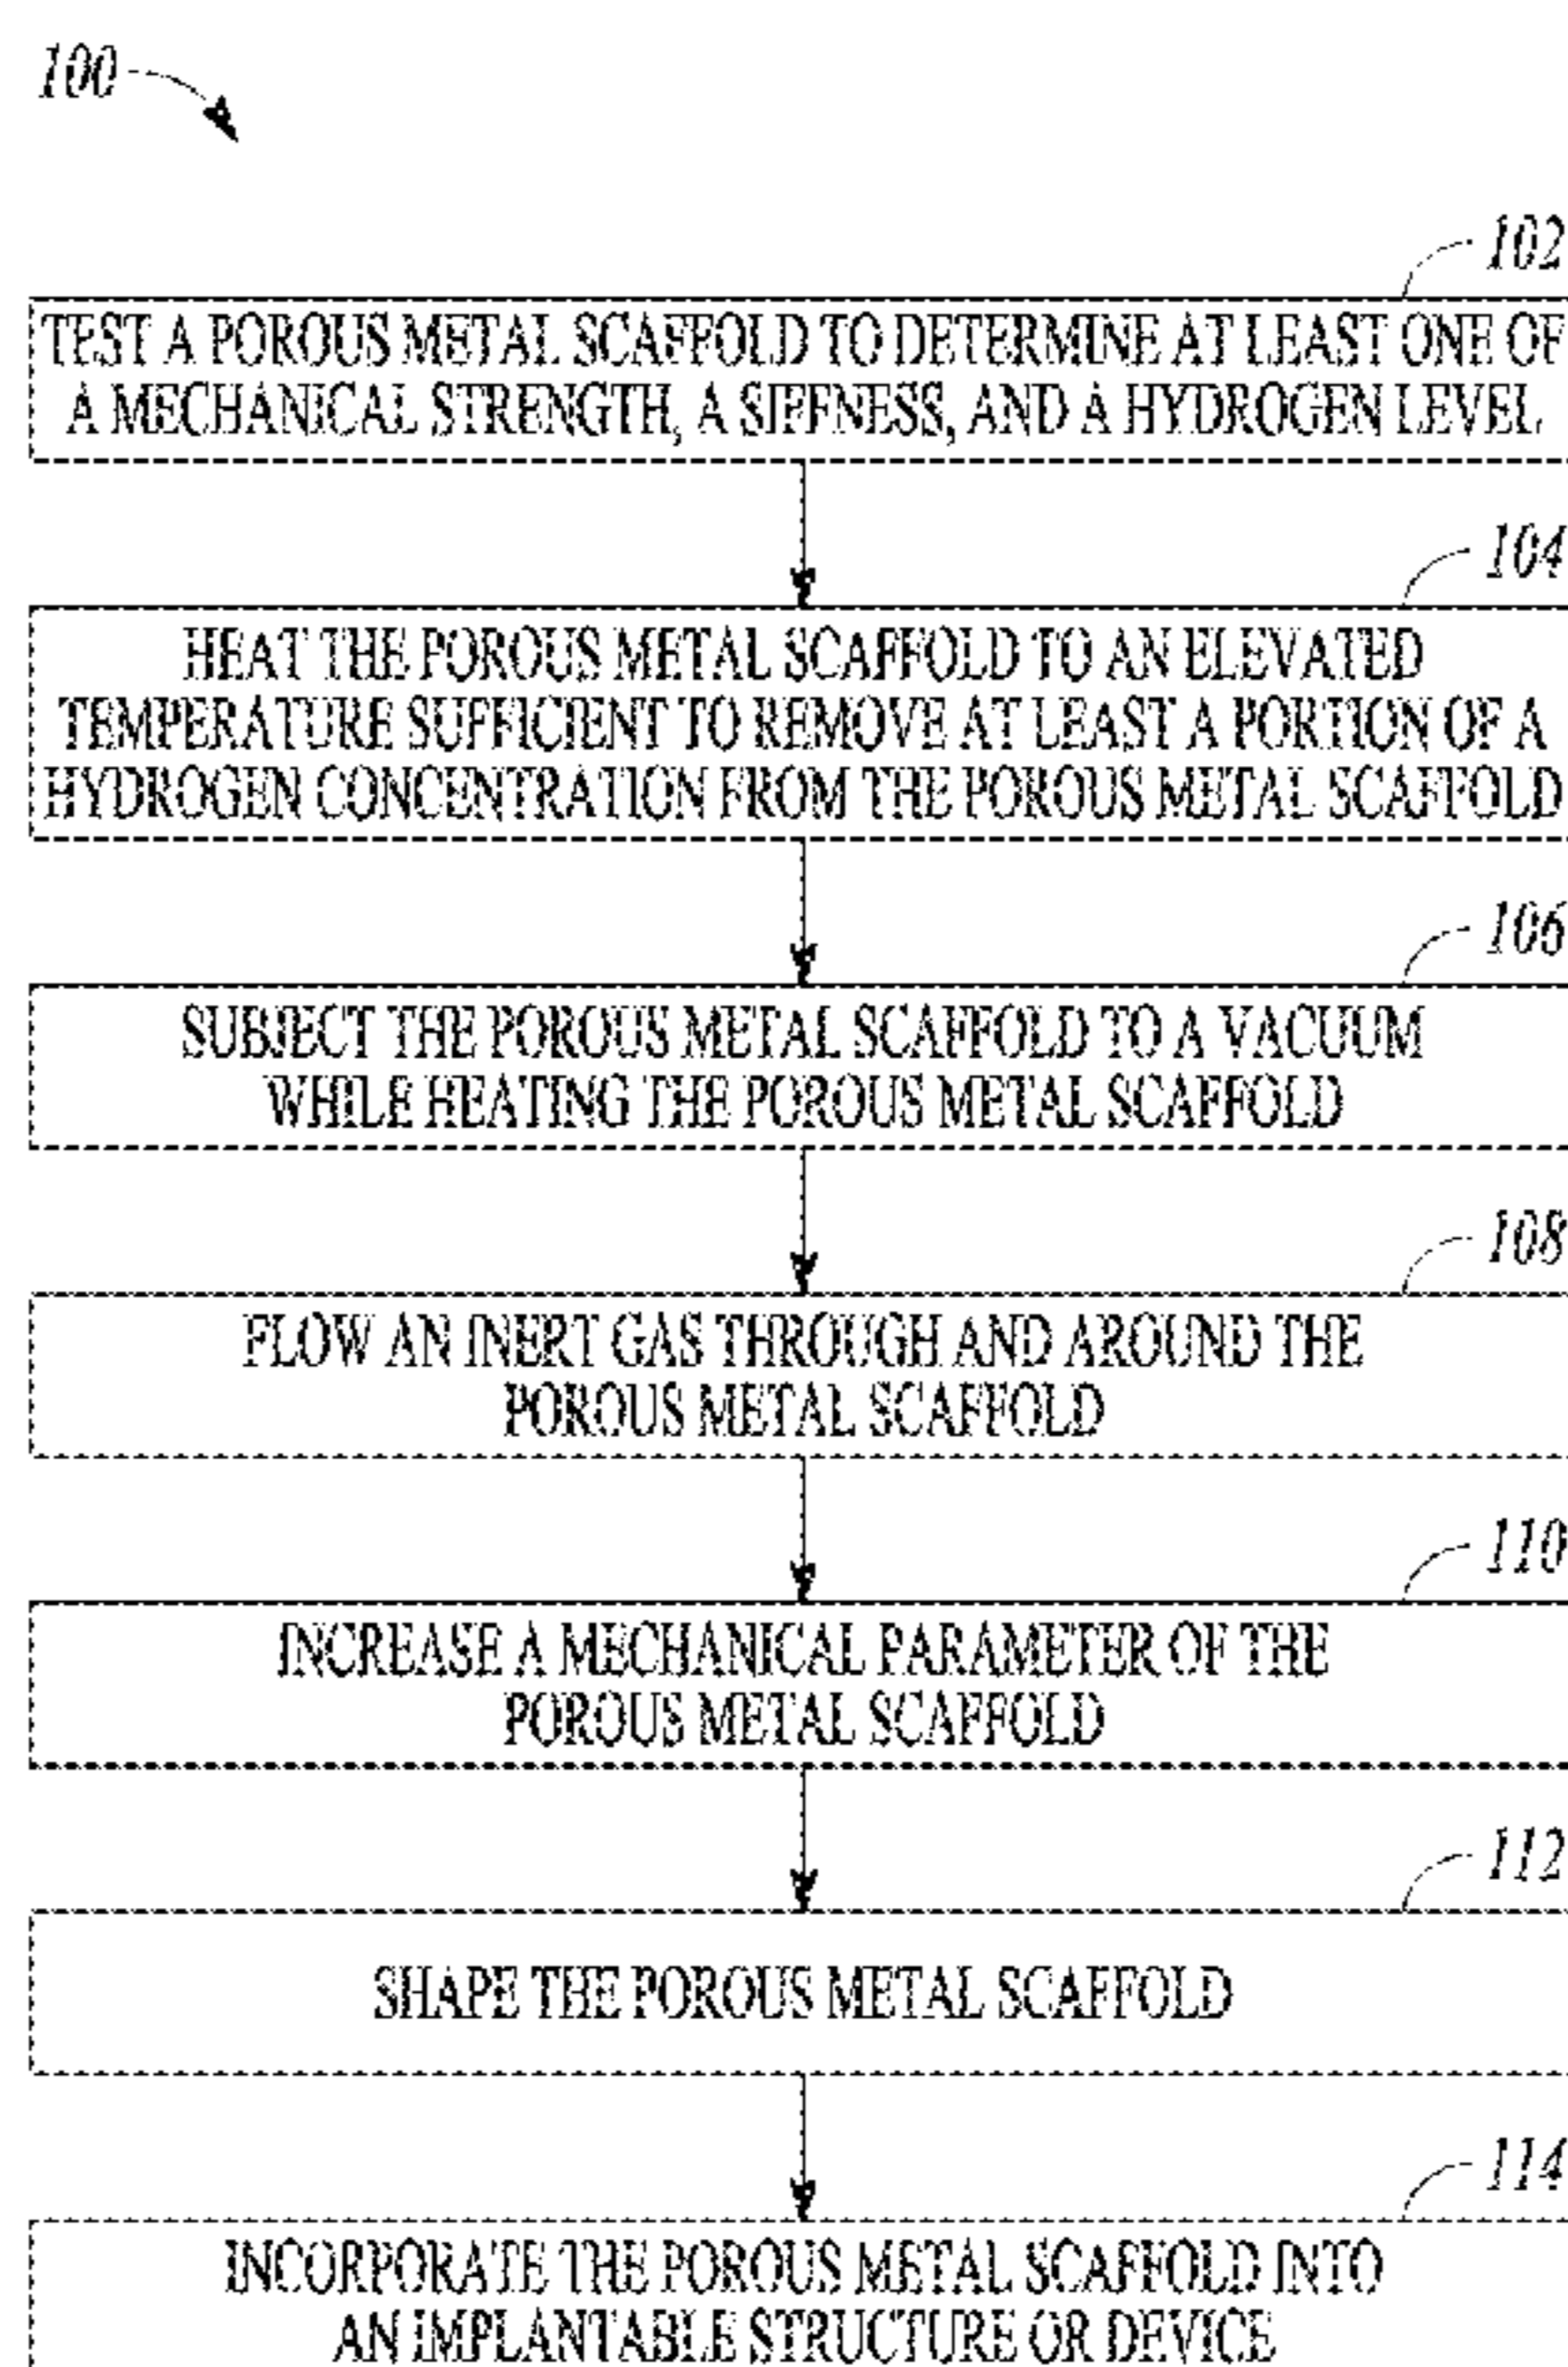 100
102
TEST A POROUS METAL SCAFFOLD TO DETERMINE AT LEAST ONE OF
A MECHANICAL STRENGTH, A SIFFNESS, AND A HYDROGEN LEVEL
104
HEAT THE POROUS METAL SCAFFOLD TO AN ELEVATED
TEMPERATURE SUFFICIENT TO REMOVE AT LEAST A PORTION OF A
HYDROGEN CONCENTRATION FROM THE POROUS METAL SCAFFOLD
106
SUBJECT THE POROUS METAL SCAFFOLD TO A VACUUM
WHILE HEATING THE POROUS METAL SCAFFOLD
108
FLOW AN INERT GAS THROUGH AND AROUND THE
POROUS METAL SCAFFOLD
110
INCREASE A MECHANICAL PARAMETER OF THE
POROUS METAL SCAFFOLD
112
SHAPE THE POROUS METAL SCAFFOLD
114
INCORPORATE THE POROUS METAL SCAFFOLD INTO
AN IMPLANTABLE STRUCTURE OR DEVICE